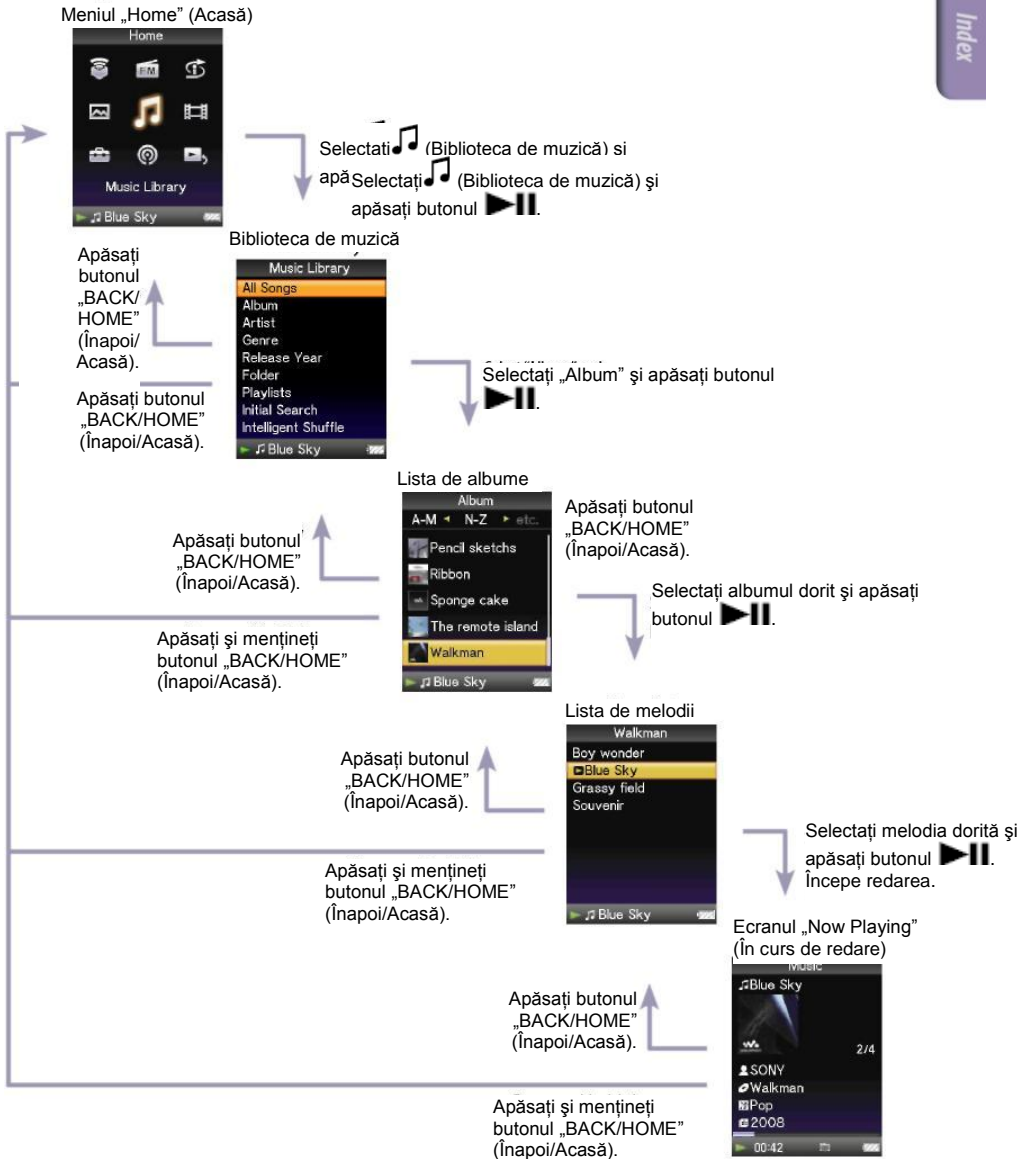 Meniul „Home” (Acasă)
Index
Home
FM
Music Library
Blue Sky
Selectati (Biblioteca de muzică) si
apă
Selectați (Biblioteca de muzică) şi
apăsați butonul ►II.
Apăsați
butonul
„BACK/
HOME”
(Înapoi/
Acasă).
Biblioteca de muzică
Music Library
All Songs
Album
Artist
Genre
Release Year
Folder
Playlists
Initial Search
Intelligent Shuffle
Blue Sky
Selectați „Album” şi apăsați butonul
►II.
Apăsați butonul
„BACK/HOME”
(Înapoi/Acasă).
Lista de albume
Album
A-M N-Z etc.
Pencil sketchs
Ribbon
Sponge cake
The remote island
Walkman
Blue Sky
Apăsați butonul
„BACK/HOME”
(Înapoi/Acasă).
Apăsați butonul
„BACK/HOME”
(Înapoi/Acasă).
Selectați albumul dorit şi apăsați
butonul ►II.
Apăsați şi mențineți
butonul „BACK/HOME”
(Înapoi/Acasă).
Lista de melodii
Walkman
Boy wonder
Blue Sky
Grassy field
Souvenir
Blue Sky
Apăsați butonul
„BACK/HOME”
(Înapoi/Acasă).
Selectați melodia dorită şi
apăsați butonul ►II.
Începe redarea.
Apăsați şi mențineți
butonul „BACK/HOME”
(Înapoi/Acasă).
Ecranul „Now Playing”
(În curs de redare)
Music
Blue Sky
2/4
SONY
Walkman
Pop
2008
00:42
Apăsați butonul
„BACK/HOME”
(Înapoi/Acasă).
Apăsați şi mențineți
butonul „BACK/HOME”
(Înapoi/Acasă).